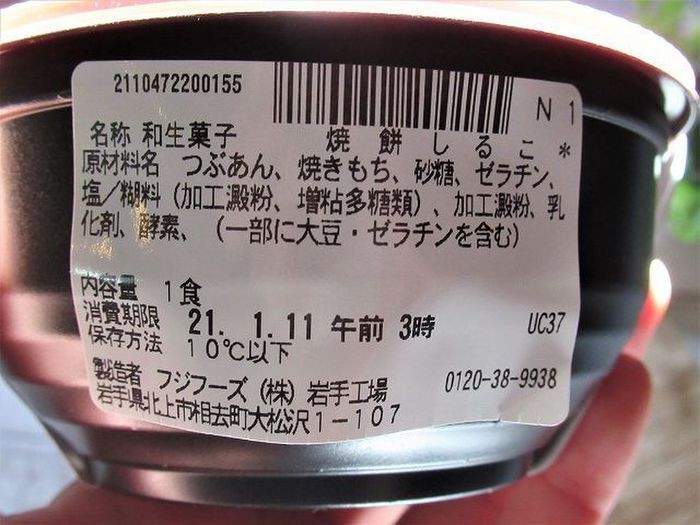 2110472200155
N 1
名称 和生菓子 焼餅しるこ*
原材料名 つぶあん、焼きもち、砂糖、ゼラチン、
塩/糊料(加工澱粉、増粘多糖類)、加工澱粉、乳
化剤、酵素、(一部に大豆・ゼラチンを含む)
内容量 1食
消費期限 21. 1.11 午前 3時 UC37
保存方法 10℃以下
製造者 フジフーズ(株)岩手工場 0120-38-9938
岩手県北上市相去町大松沢1-107